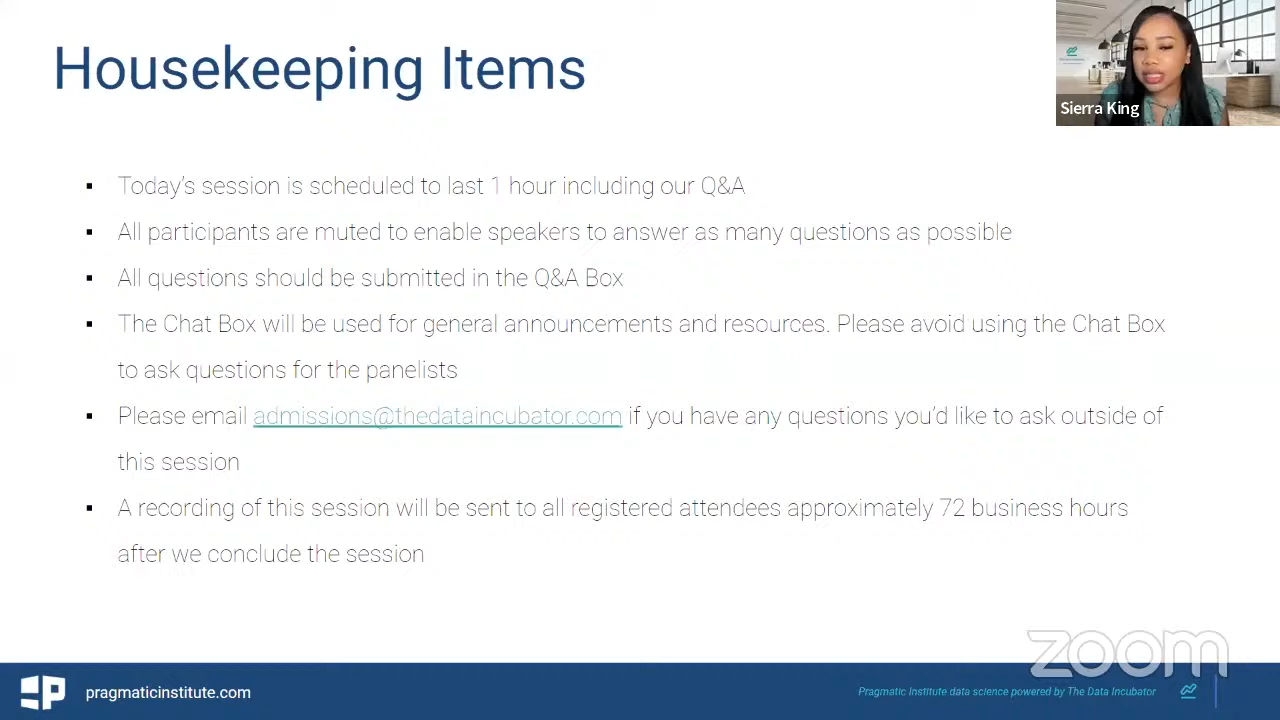 Housekeeping Items
Sierra King
Today's session is scheduled to last 1 hour including our Q&A
All participants are muted to enable speakers to answer as many questions as possible
All questions should be submitted in the Q&A Box
The Chat Box will be used for general announcements and resources. Please avoid using the Chat Box
to ask questions for the panelists
Please email admissions@thedataincubator.com if you have any questions you'd like to ask outside of
this session
A recording of this session will be sent to all registered attendees approximately 72 business hours
after we conclude the session
zoom
pragmaticinstitute.com
Pragmatic Institute data science powered by The Data Incubator